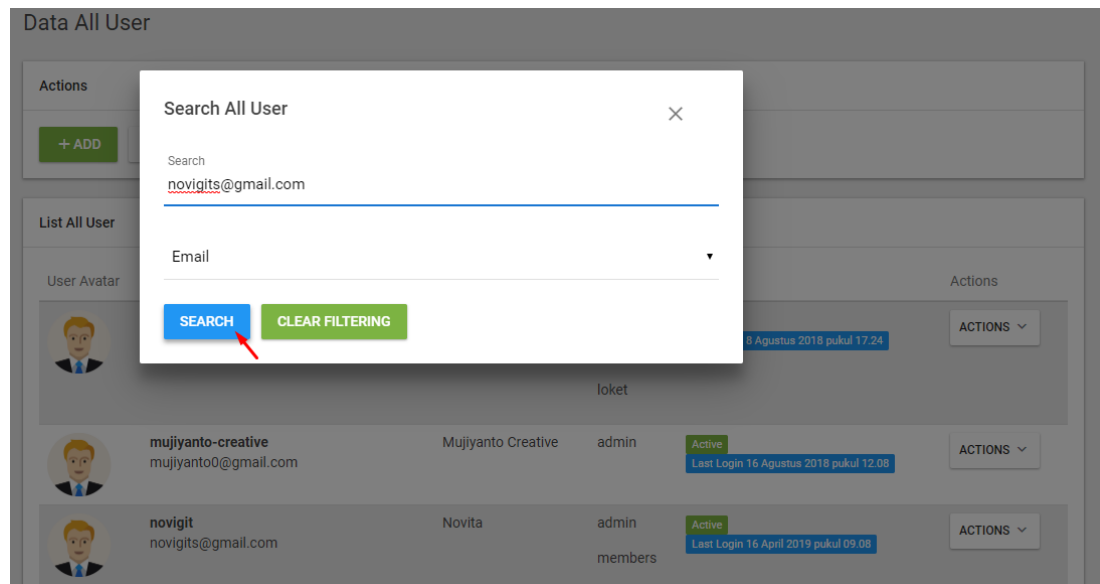 Data All User
Actions
+ ADD
Search All User
Search
novigits@gmail.com
Email
SEARCH
CLEAR FILTERING
List All User
User Avatar
Actions
8 Agustus 2018 pukul 17.24
ACTIONS
loket
mujiyanto-creative
mujiyanto0@gmail.com
Mujiyanto Creative
admin
Active
Last Login 16 Agustus 2018 pukul 12.08
ACTIONS
novigit
novigits@gmail.com
Novita
admin
members
Active
Last Login 16 April 2019 pukul 09.08
ACTIONS